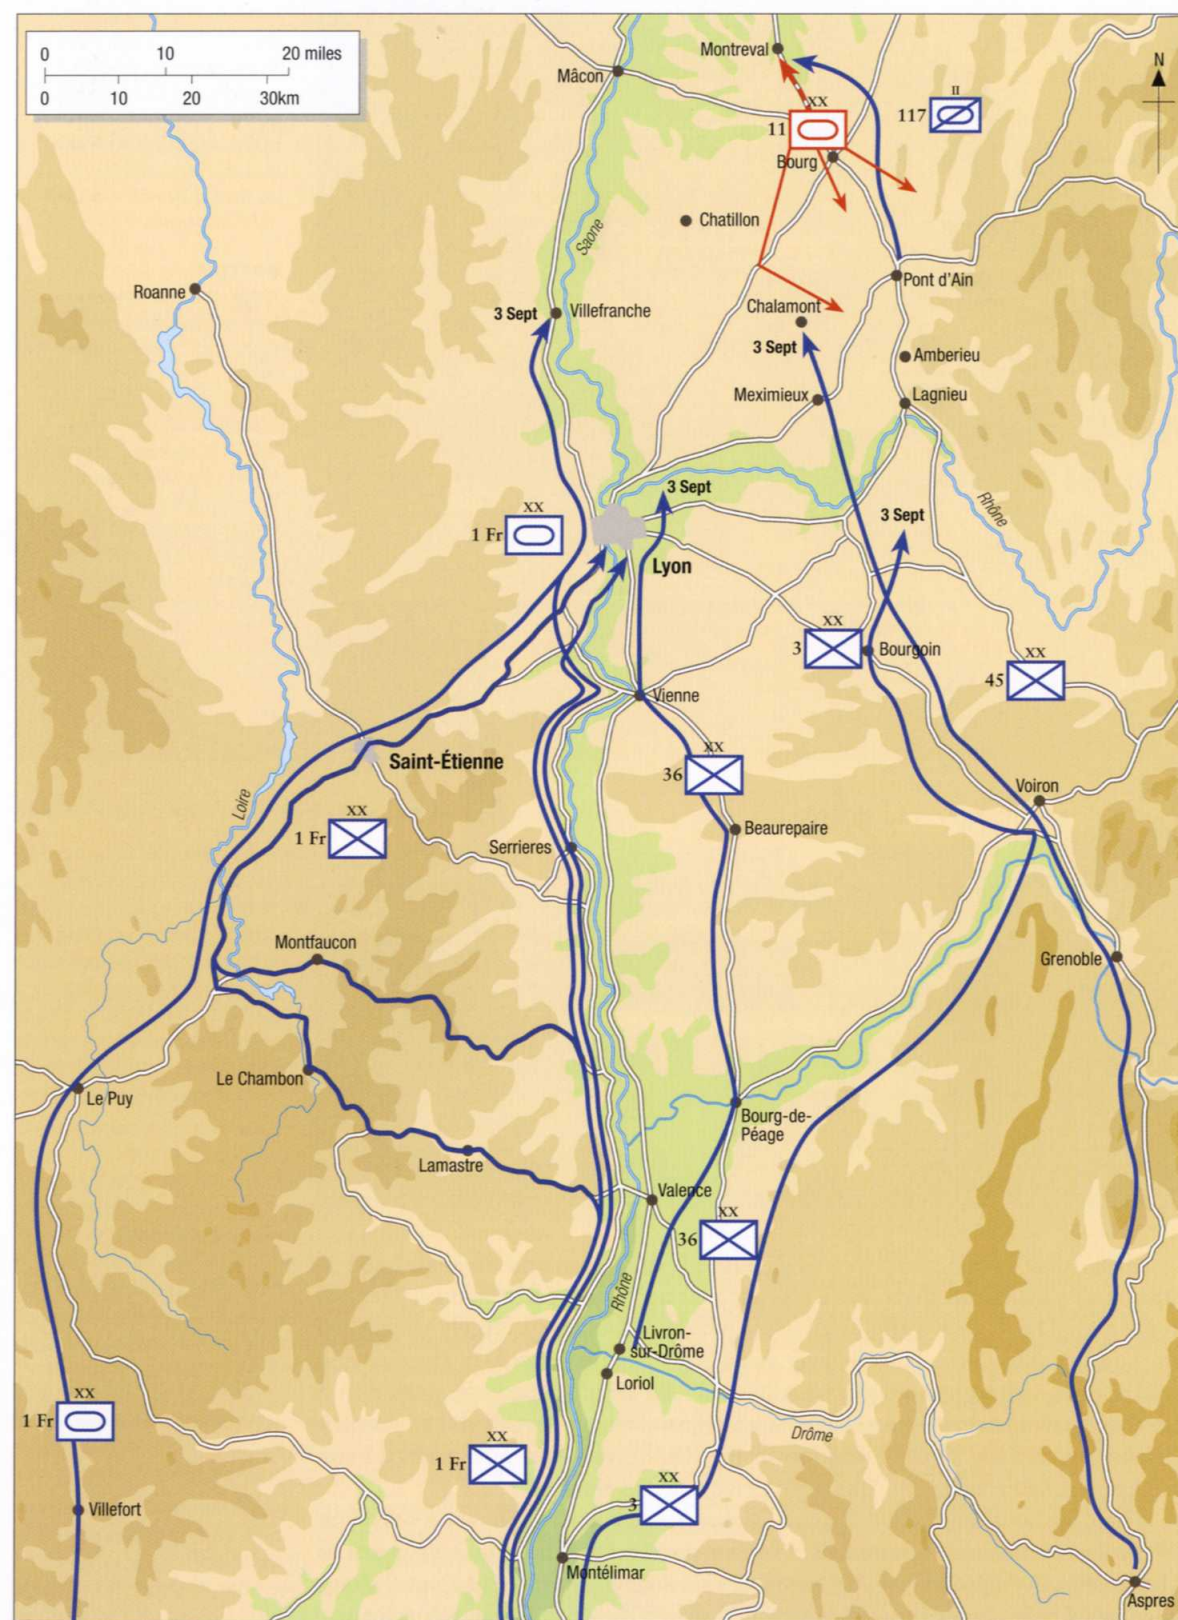 0 10 20 miles
0 10 20 30km
N
Montreval
Mâcon
XX
11
II
117
Bourg
Chatillon
Saone
Pont d'Ain
Roanne
Villefranche
3 Sept
Chalamont
3 Sept
Amberieu
Meximieux
Lagnieu
3 Sept
Rhône
3 Sept
XX
1 Fr
Lyon
XX
3
Bourgoin
XX
45
Vienne
Saint-Étienne
XX
36
Voiron
Loire
XX
1 Fr
Serrieres
Beaurepaire
Montfaucon
Grenoble
Le Chambon
Le Puy
Bourg-de-
Péage
Lamastre
Valence
XX
36
Rhône
Livron-
sur-Drôme
Loriol
XX
1 Fr
Drôme
XX
1 Fr
XX
3
Villefort
Montélimar
Aspres